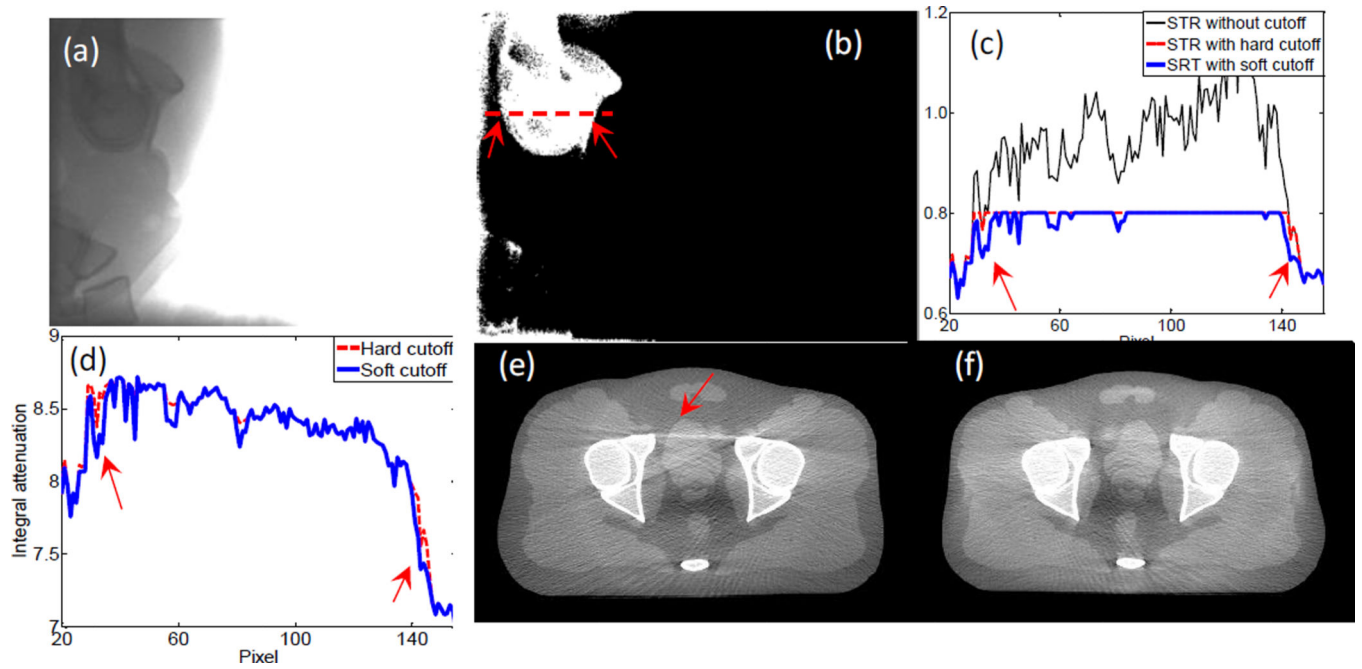 (a)
(b)
(c)
STR without cutoff
STR with hard cutoff
SRT with soft cutoff
1.2
1.0
0.8
0.6
20
60
100
140
Pixel
(d)
Hard cutoff
Soft cutoff
9
8.5
8
7.5
7
Integral attenuation
20
60
100
140
Pixel
(e)
(f)